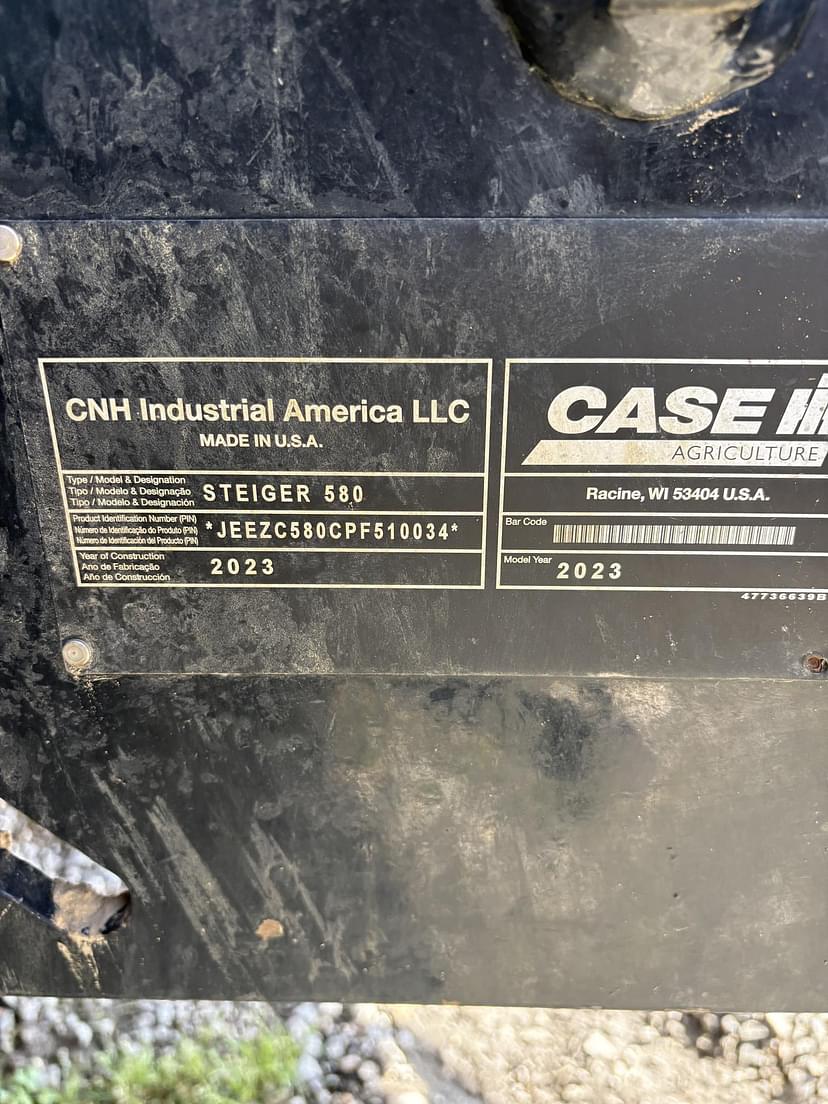 CNH Industrial America LLC
MADE IN U.S.A.
Type / Model & Designation
Tipo / Modelo & Designação
Tipo / Modelo & Designación
STEIGER 580
Product Identification Number (PIN)
Número de Identificação do Produto (PIN)
Número de Identificación del Producto (PIN)
*JEEZC580CPF510034*
Year of Construction
Ano de Fabricação
Año de Construcción
2023
CASE IH
AGRICULTURE
Racine, WI 53404 U.S.A.
Bar Code
Model Year
2023
47736639B